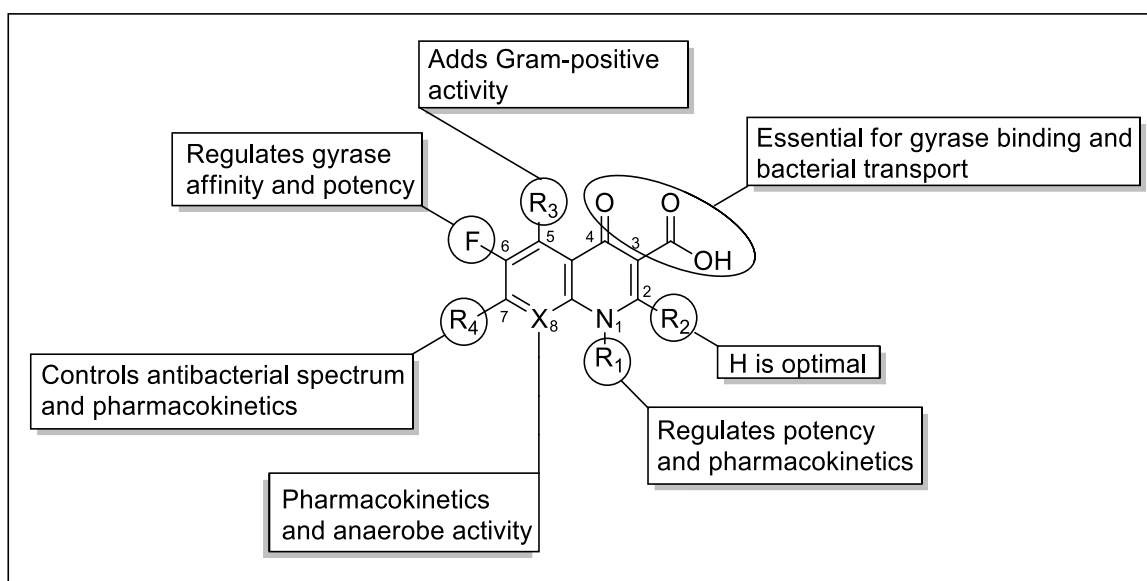 Adds Gram-positive
activity
Regulates gyrase
affinity and potency
Essential for gyrase binding and
bacterial transport
R3
O
O
F
6
5
4
3
OH
R4
7
X8
N1
2
R2
R1
H is optimal
Controls antibacterial spectrum
and pharmacokinetics
Regulates potency
and pharmacokinetics
Pharmacokinetics
and anaerobe activity